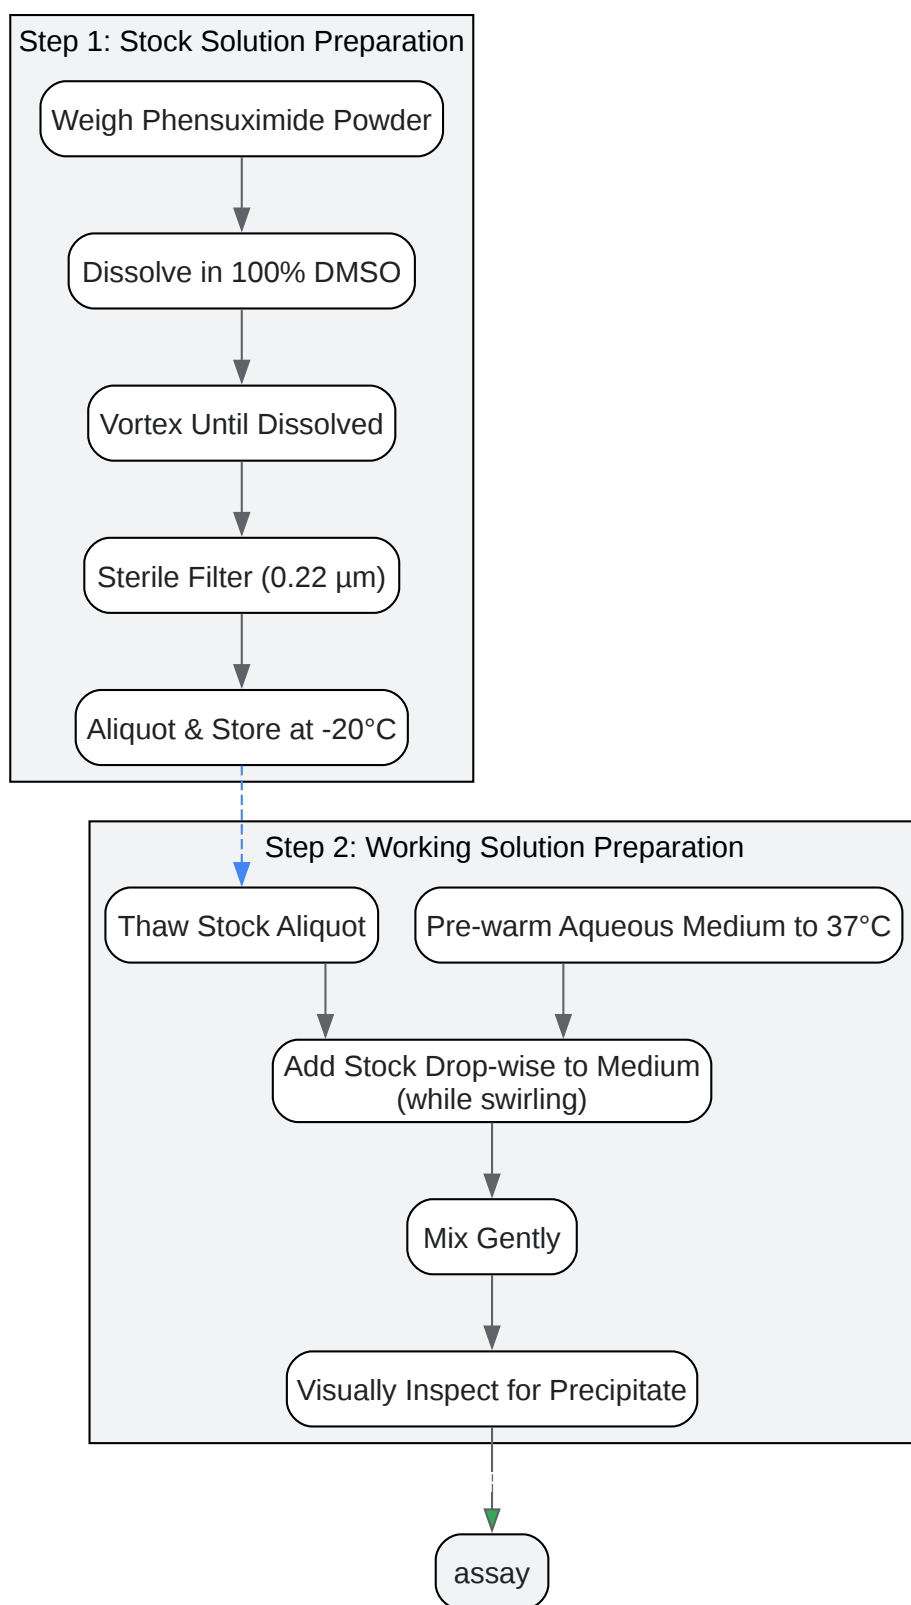 Step 1: Stock Solution Preparation
Weigh Phensuximide Powder
Dissolve in 100% DMSO
Vortex Until Dissolved
Sterile Filter (0.22 µm)
Aliquot & Store at -20°C
Step 2: Working Solution Preparation
Thaw Stock Aliquot
Pre-warm Aqueous Medium to 37°C
Add Stock Drop-wise to Medium
(while swirling)
Mix Gently
Visually Inspect for Precipitate
assay